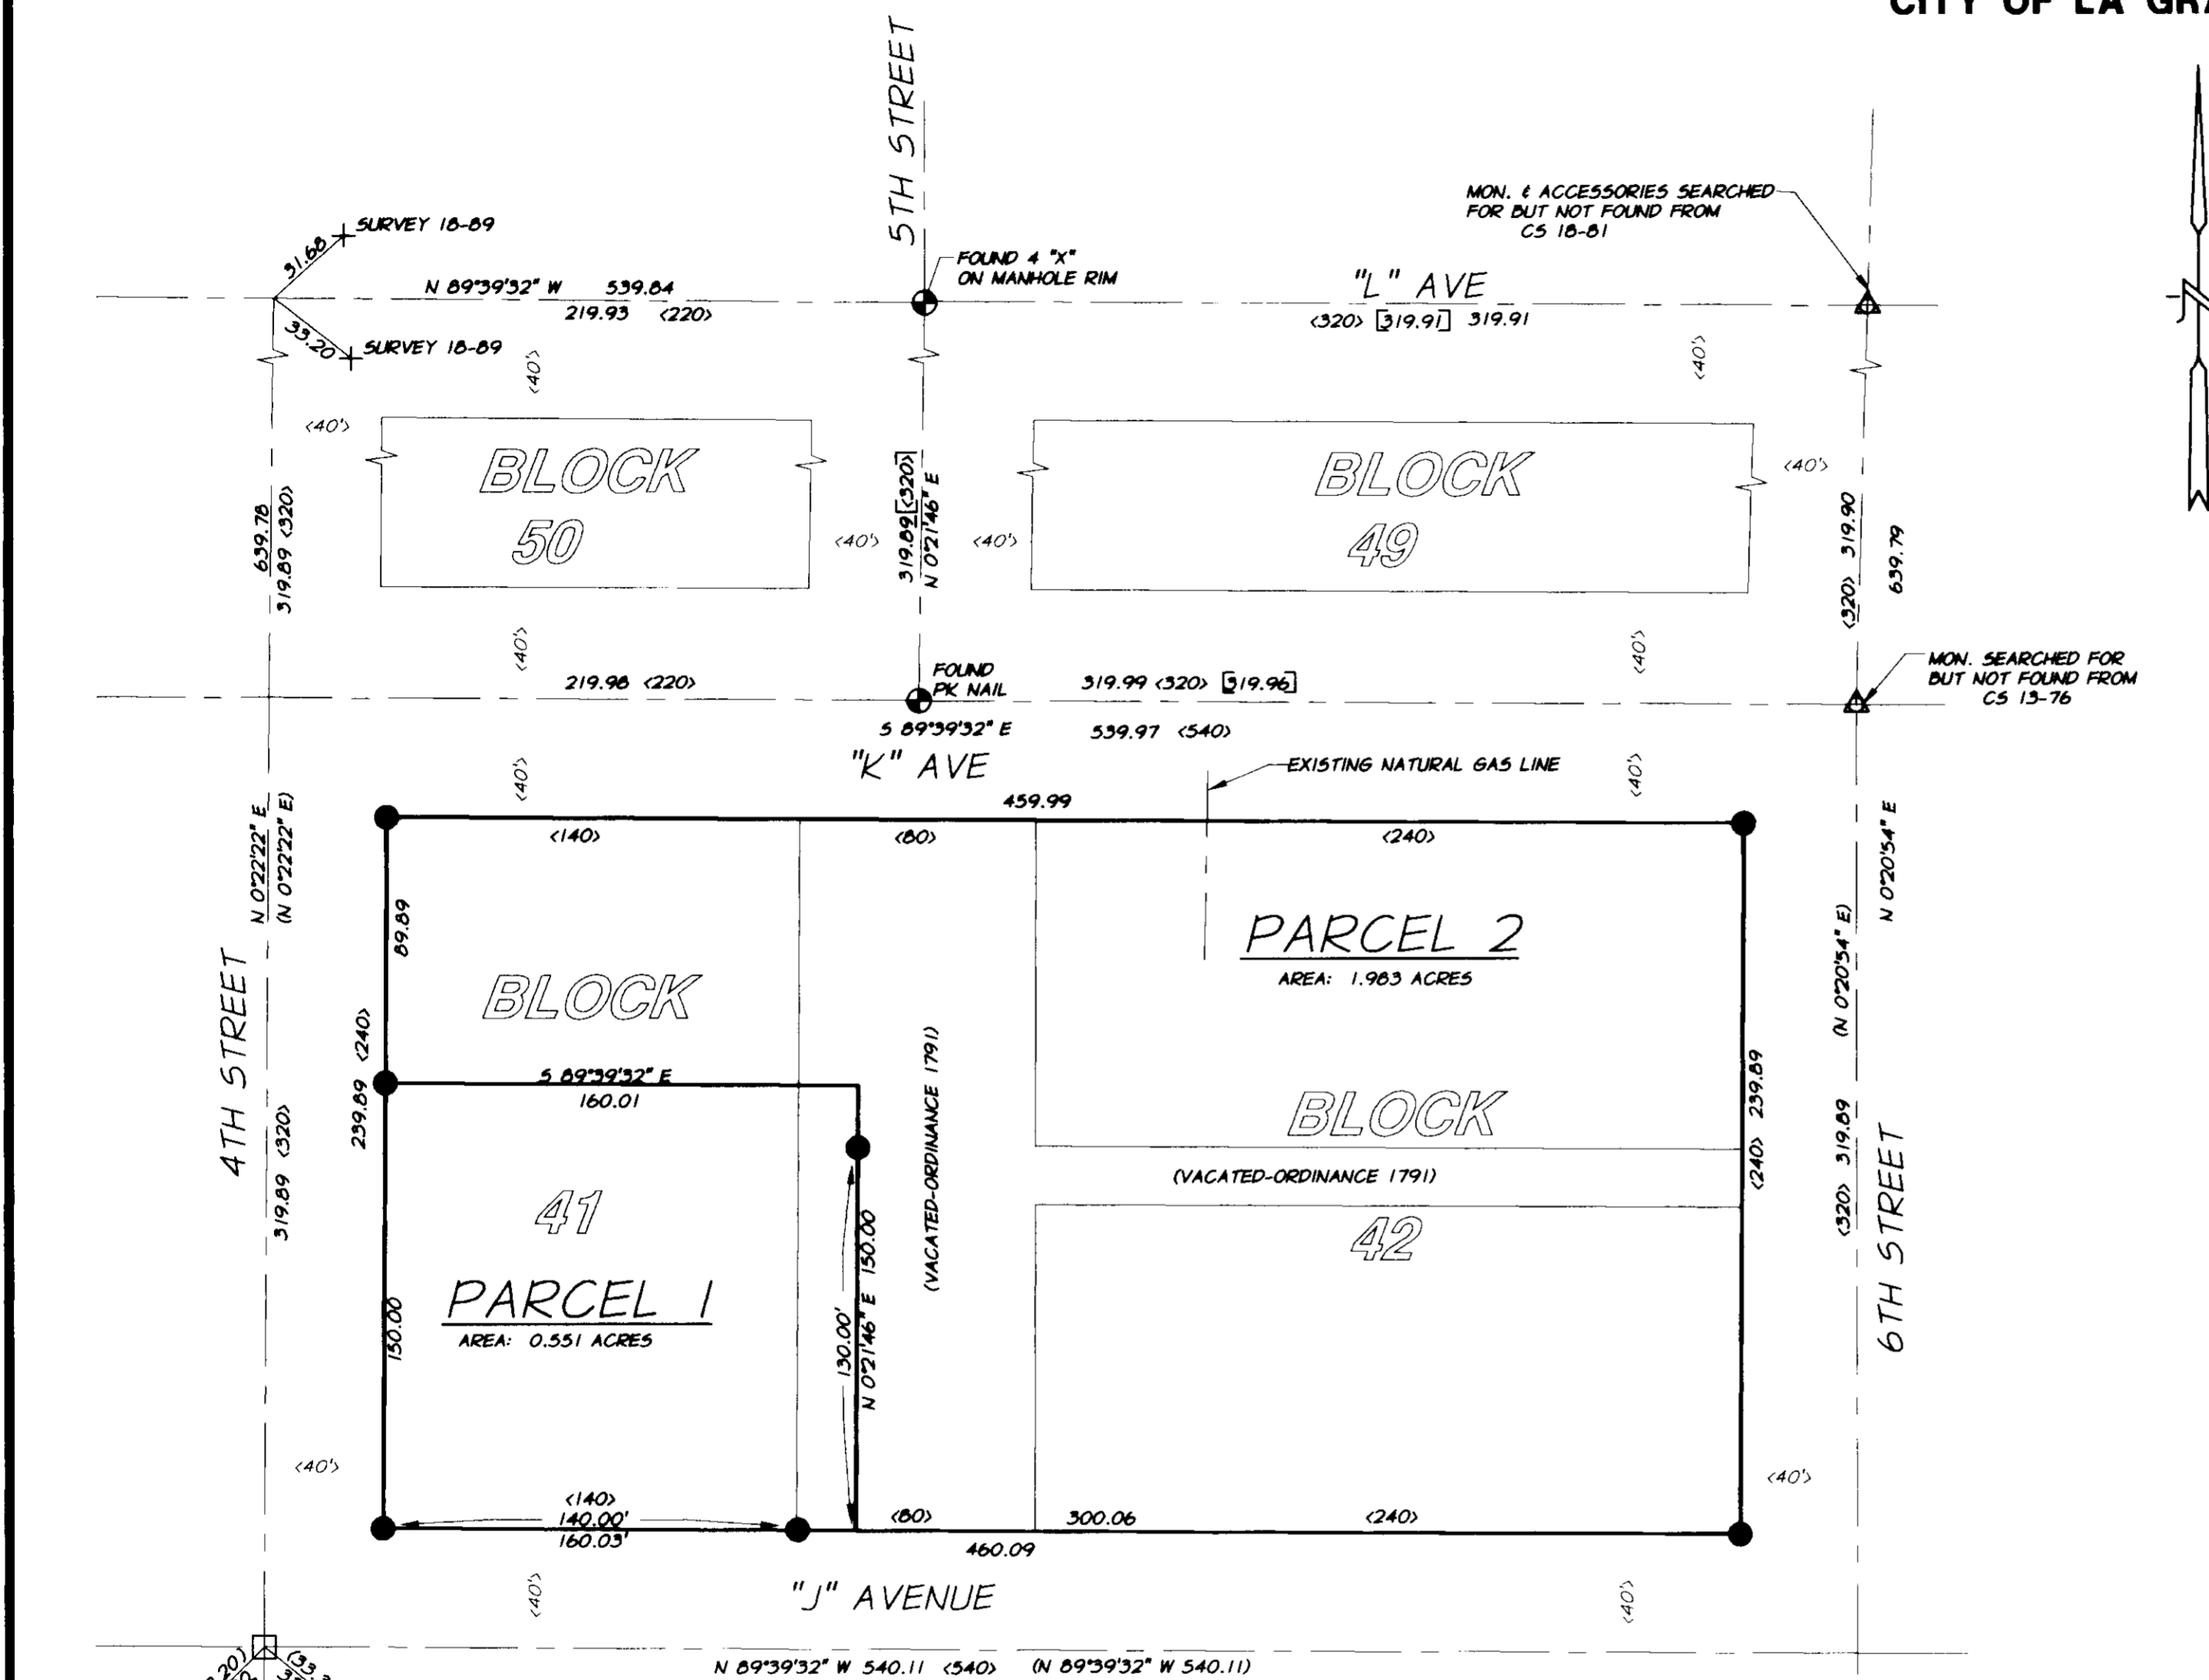 CITY OF LA GRA
5TH STREET
MON. & ACCESSORIES SEARCHED
FOR BUT NOT FOUND FROM
CS 18-81
SURVEY 18-89
31.68
FOUND 4 "X"
ON MANHOLE RIM
N 89°39'32" W 539.84
219.93 <220>
"L" AVE
<320> [319.91] 319.91
33.20
SURVEY 18-89
<40'>
<40'>
<40'>
<40'>
BLOCK
50
BLOCK
49
<40'>
<40'>
639.78
319.89 <320>
319.89 [<320>]
N 0°21'46" E
<320> 319.90
639.79
<40'>
<40'>
MON. SEARCHED FOR
BUT NOT FOUND FROM
CS 13-76
219.98 <220>
FOUND
PK NAIL
319.99 <320> [319.96]
S 89°39'32" E
539.97 <540>
"K" AVE
EXISTING NATURAL GAS LINE
<40'>
<40'>
459.99
<140>
<80>
<240>
N 0°22'22" E
(N 0°22'22" E)
N 0°20'54" E
(N 0°20'54" E)
89.89
PARCEL 2
AREA: 1.983 ACRES
BLOCK
4TH STREET
239.89 <240>
S 89°39'32" E
160.01
(VACATED-ORDINANCE 1791)
BLOCK
<240> 239.89
<320> 319.89
319.89 <320>
(VACATED-ORDINANCE 1791)
41
42
6TH STREET
PARCEL 1
AREA: 0.551 ACRES
150.00
130.00'
N 0°21'46" E 150.00
<40'>
<40'>
<140>
140.00'
160.03'
<80>
300.06
<240>
460.09
"J" AVENUE
<40'>
<40'>
N 89°39'32" W 540.11 <540> (N 89°39'32" W 540.11)